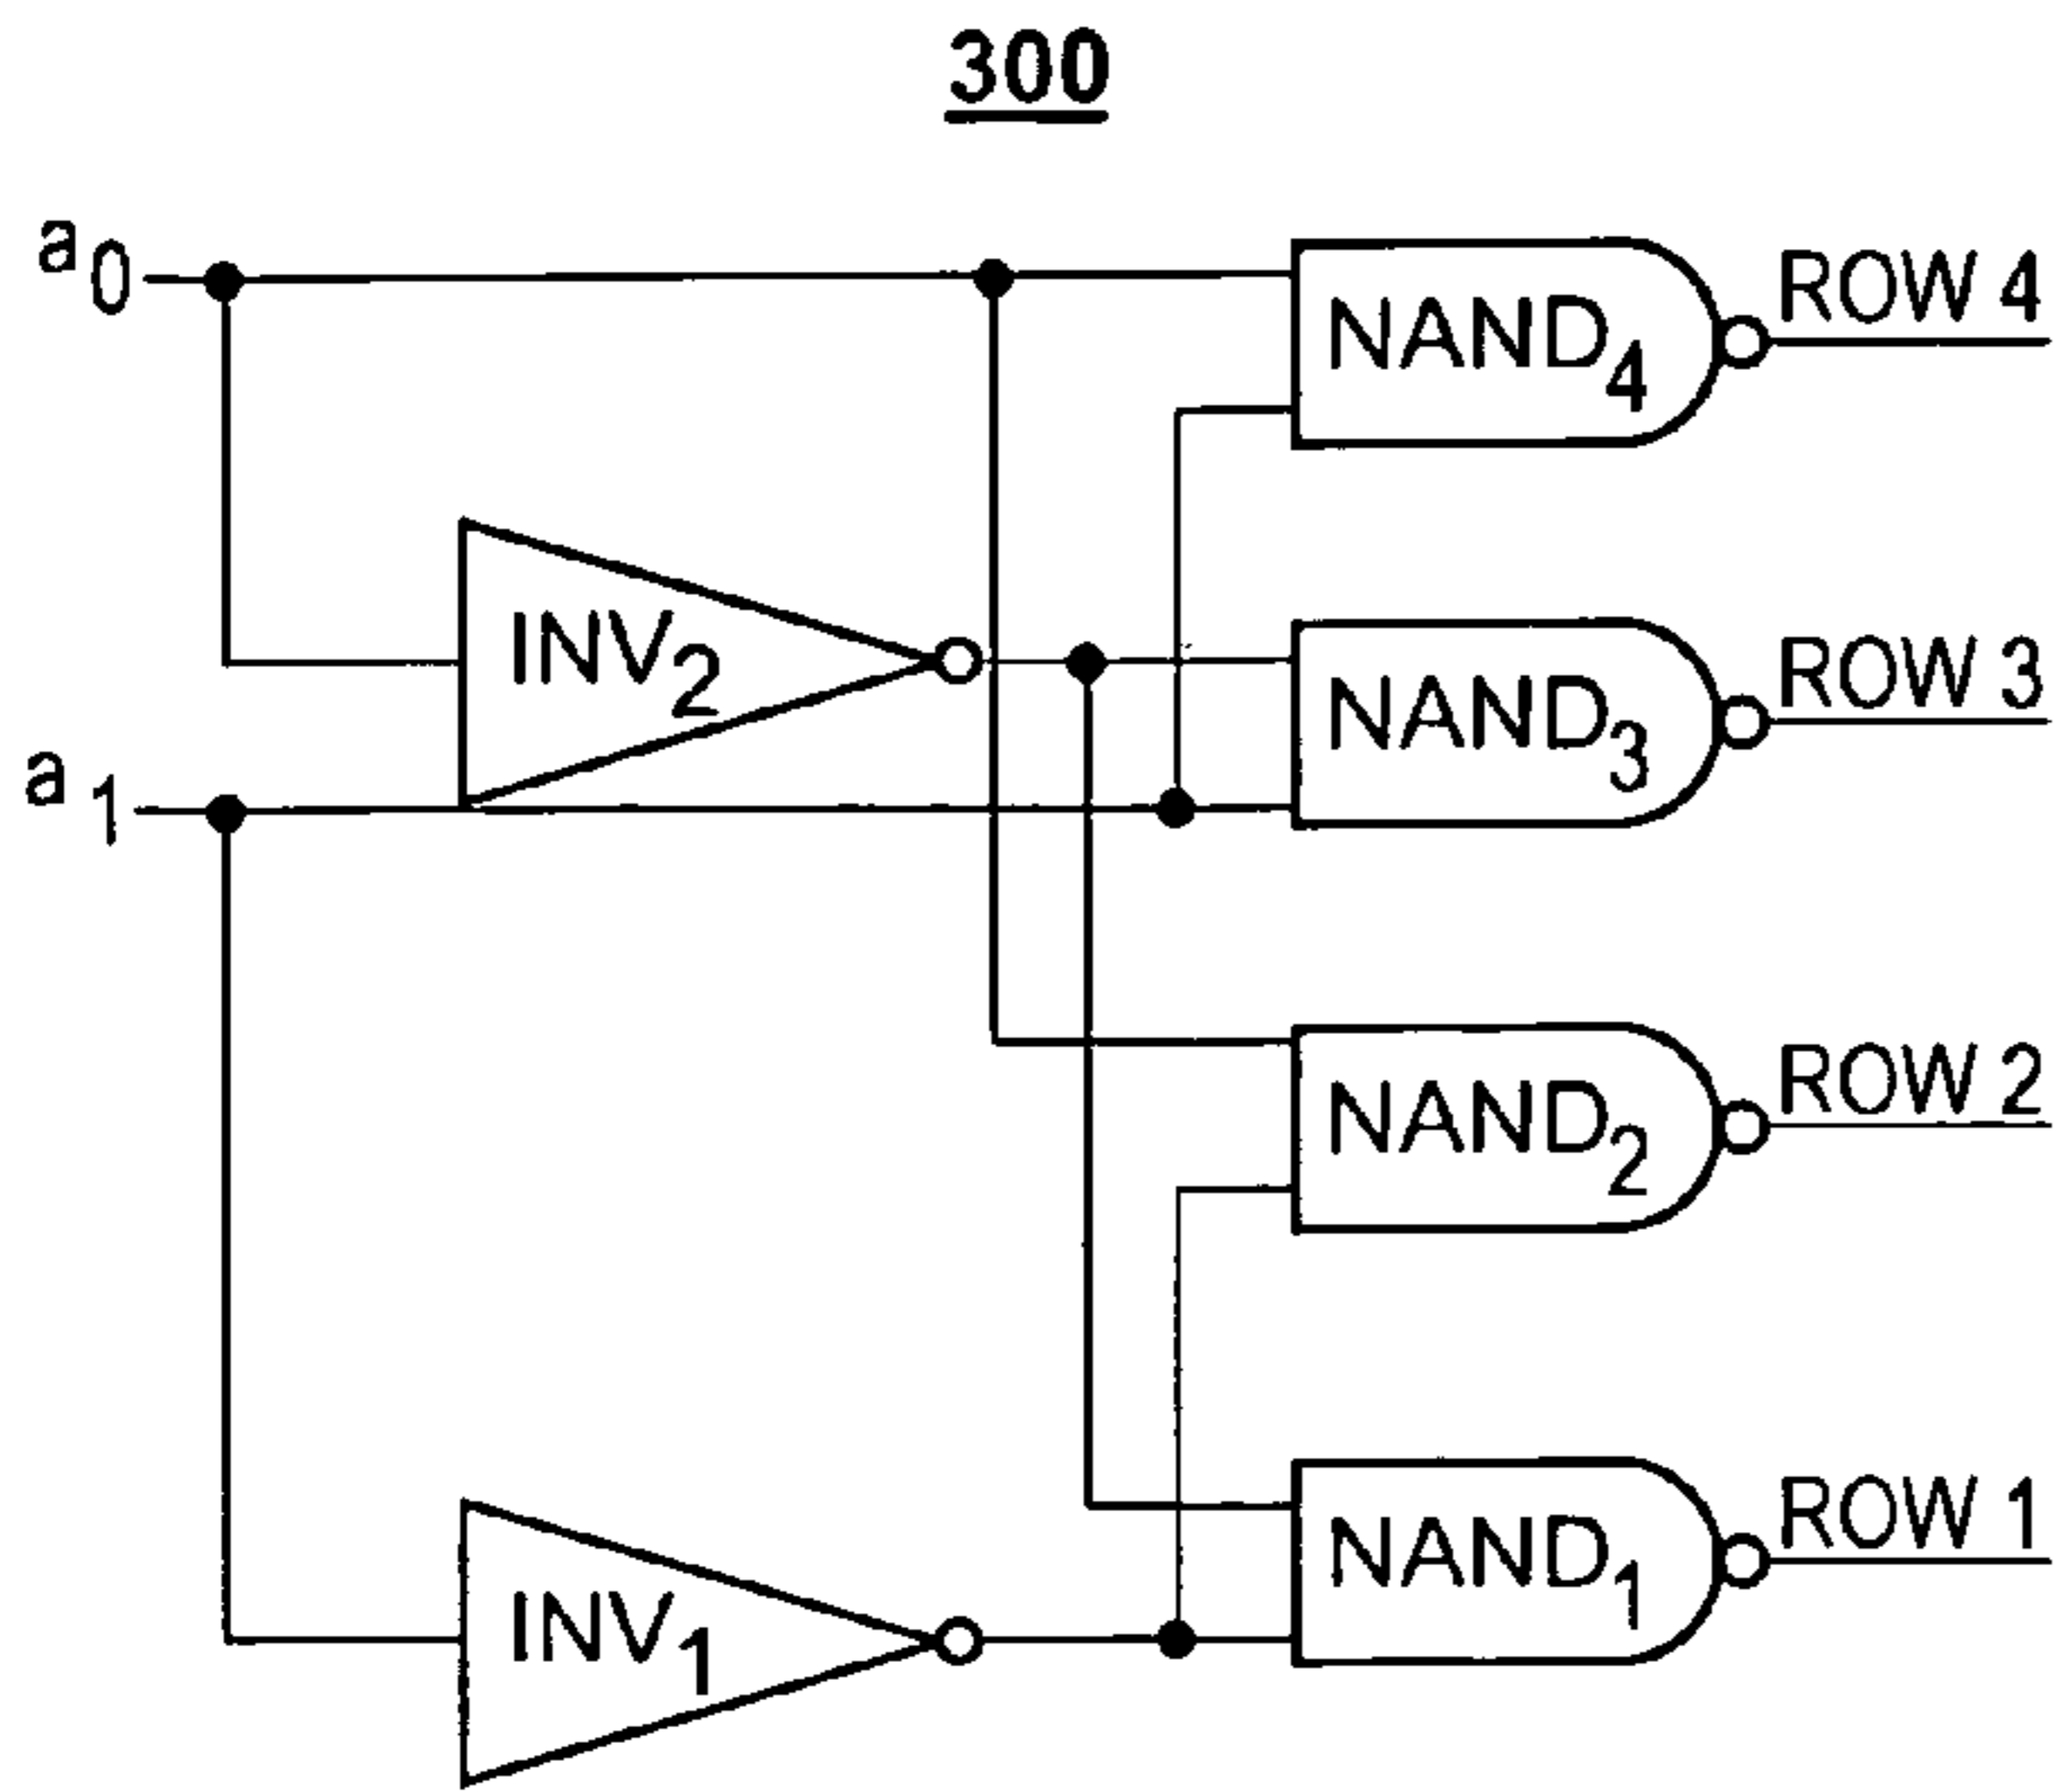 300
a0
NAND4
ROW 4
INV2
NAND3
ROW 3
a1
NAND2
ROW 2
INV1
NAND1
ROW 1